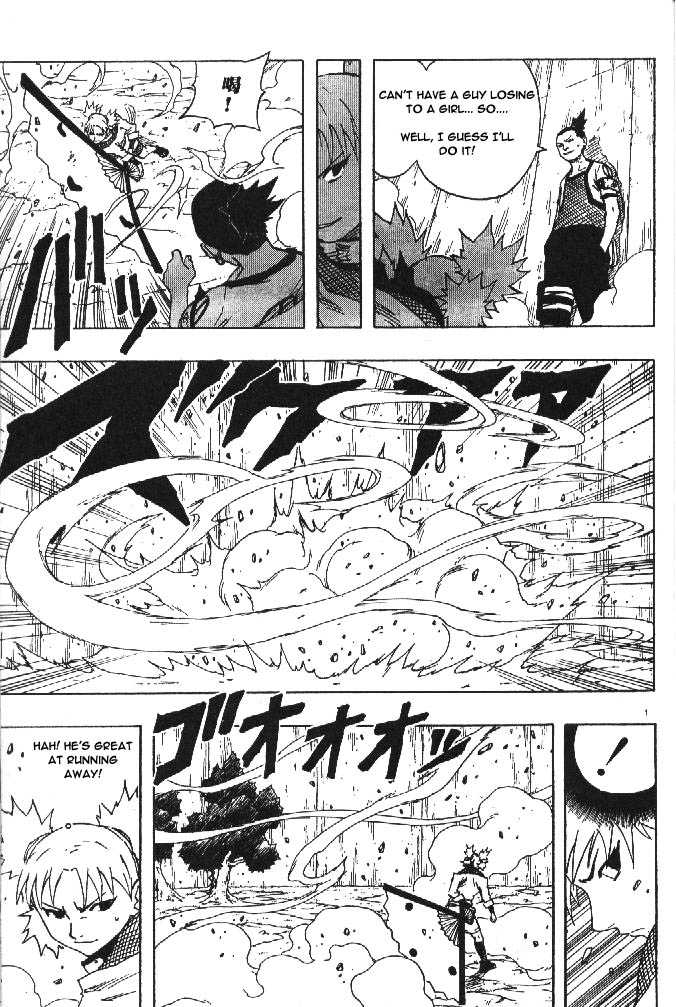 CAN'T HAVE A GUY LOSING
TO A GIRL... SO....
WELL, I GUESS I'LL
DO IT!
喝!
ババッ
ズザアア
1
!
ゴオオオッ
HAH! HE'S GREAT
AT RUNNING
AWAY!